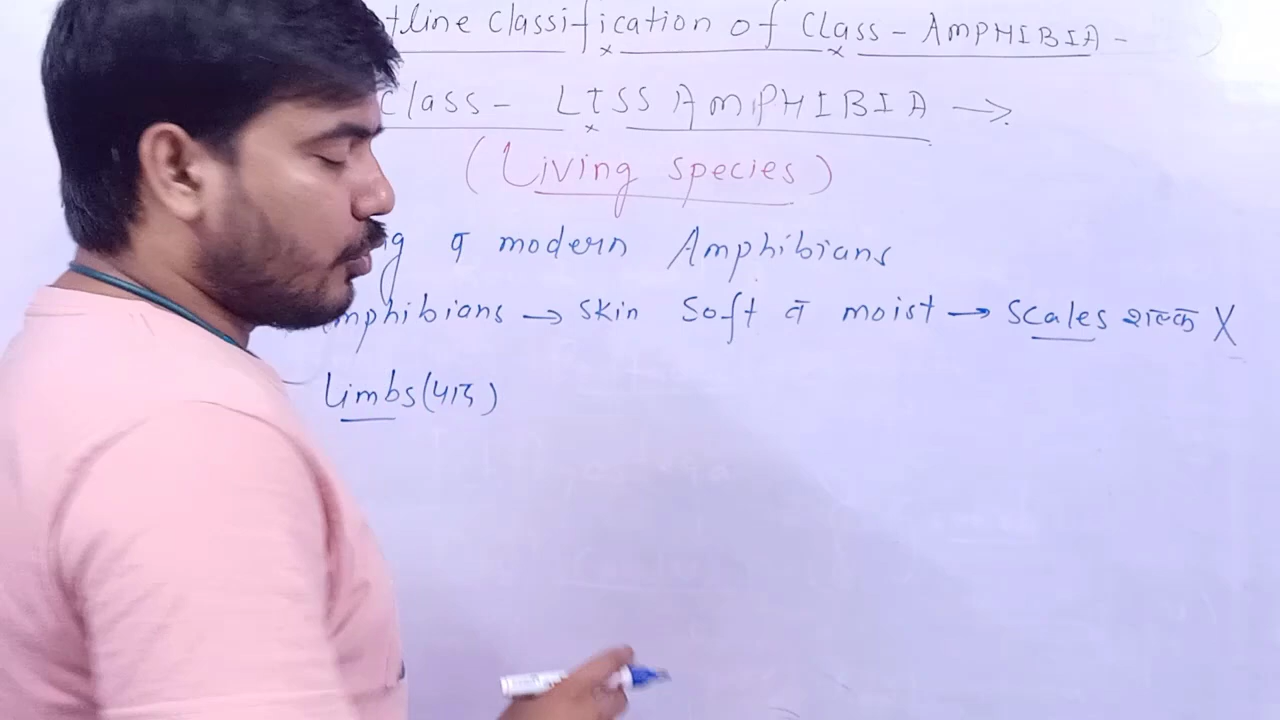 tline classification of Class - AMPHIBIA -
class - LISSAMPHIBIA →
(Living species)
g व modern Amphibians
mphibians → skin soft व moist → scales शल्क X
limbs (पाद)